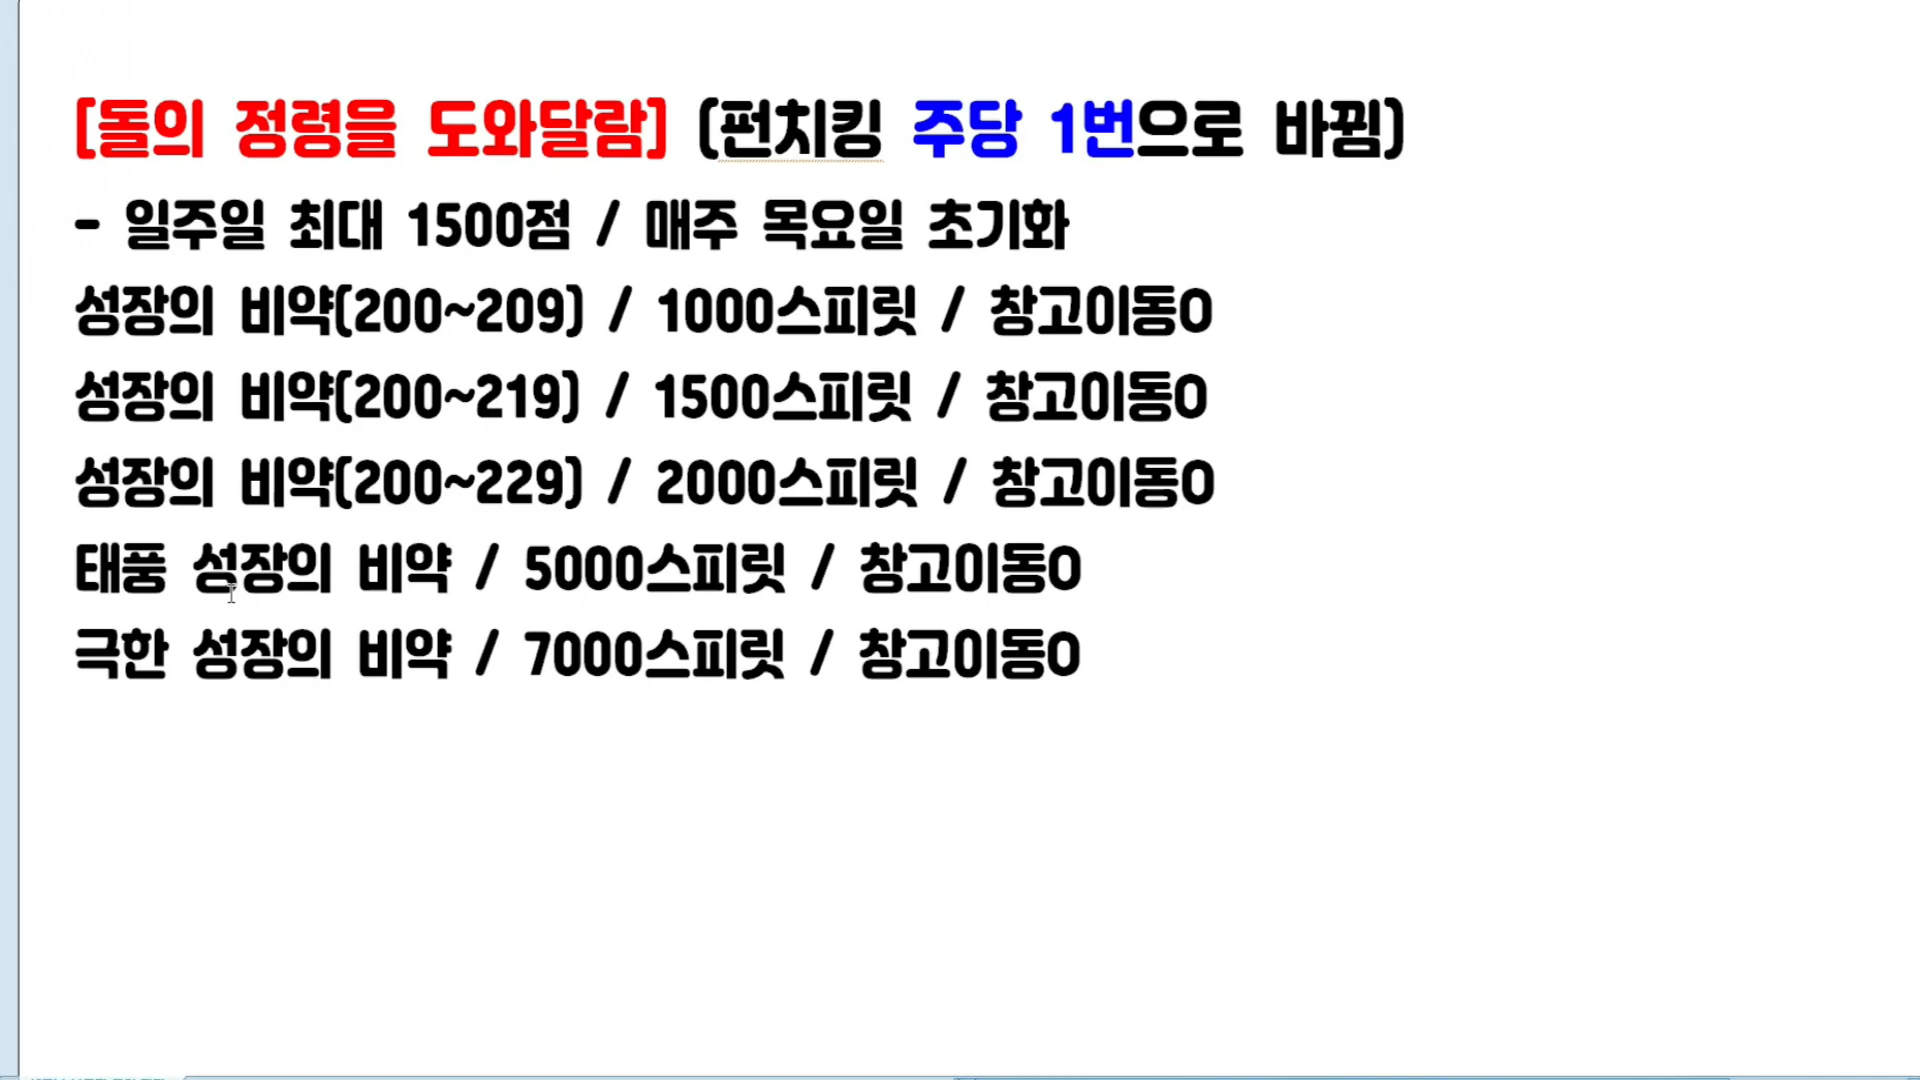 [돌의 정령을 도와달람] (펀치킹 주당 1번으로 바뀜)
- 일주일 최대 1500점 / 매주 목요일 초기화
성장의 비약(200~209) / 1000스피릿 / 창고이동O
성장의 비약(200~219) / 1500스피릿 / 창고이동O
성장의 비약(200~229) / 2000스피릿 / 창고이동O
태풍 성장의 비약 / 5000스피릿 / 창고이동O
극한 성장의 비약 / 7000스피릿 / 창고이동O